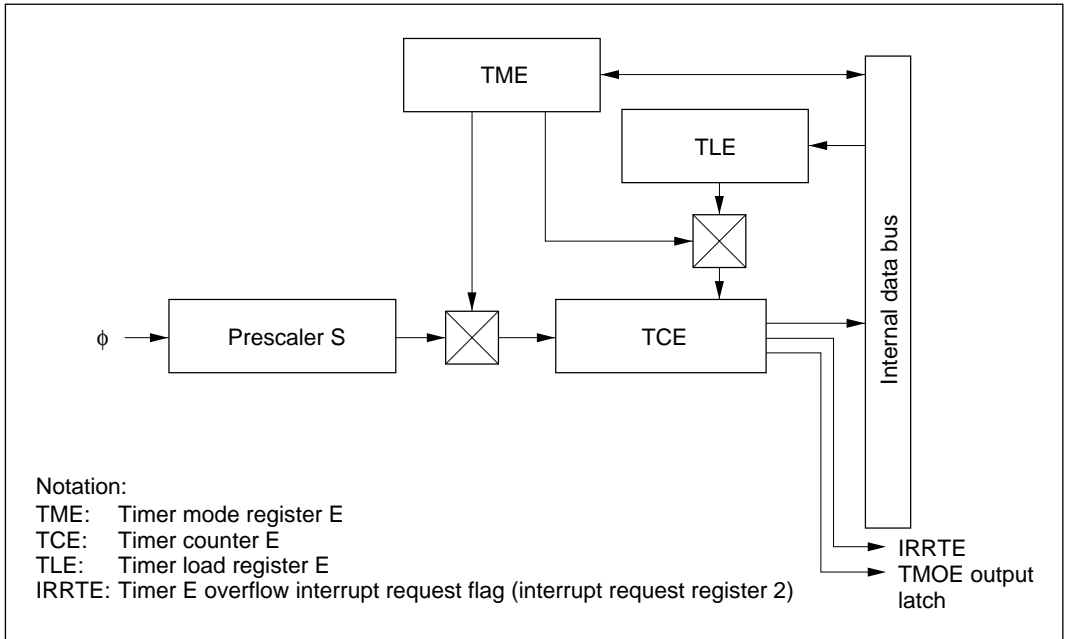 TME
TLE
Internal data bus
φ
Prescaler S
TCE
Notation:
TME: Timer mode register E
TCE: Timer counter E
TLE: Timer load register E
IRRTE: Timer E overflow interrupt request flag (interrupt request register 2)
IRRTE
TMOE output
latch